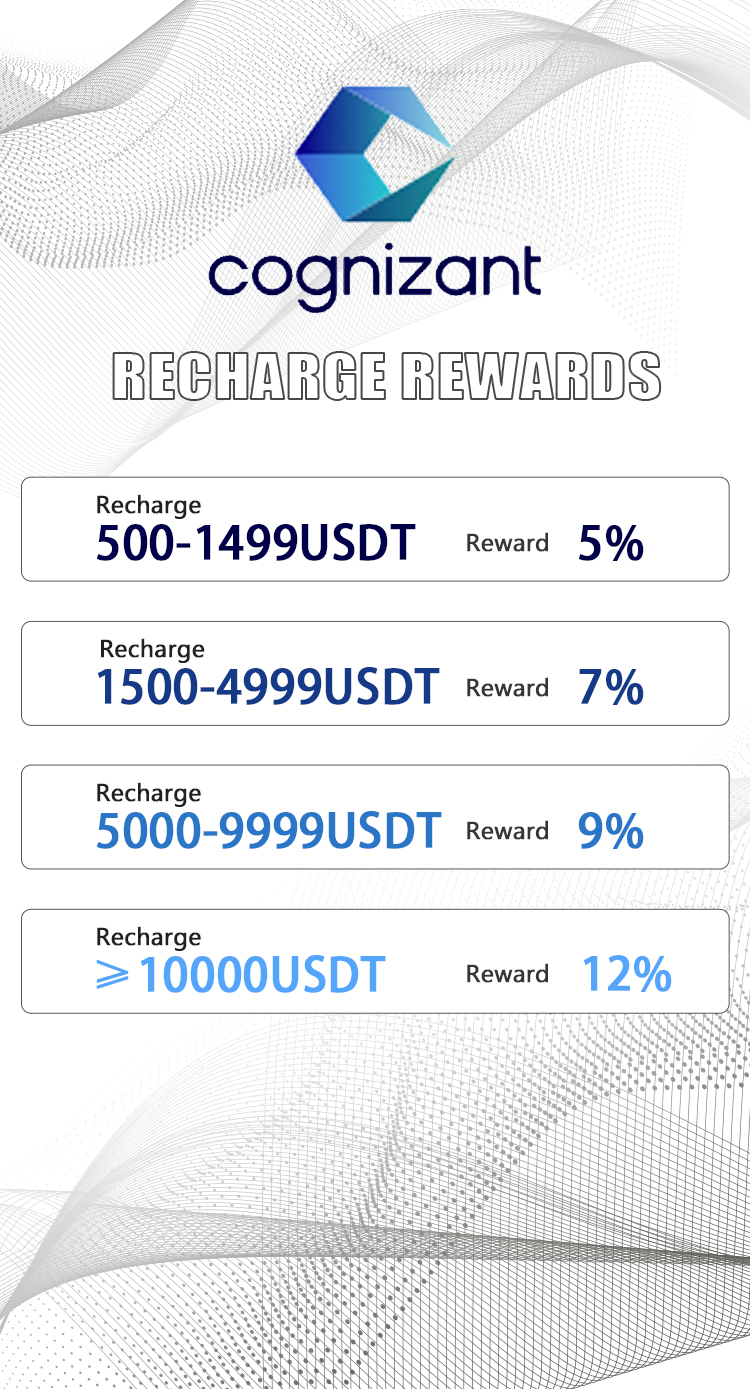 cognizant
RECHARGE REWARDS
Recharge
500-1499USDT Reward 5%
Recharge
1500-4999USDT Reward 7%
Recharge
5000-9999USDT Reward 9%
Recharge
⩾10000USDT Reward 12%